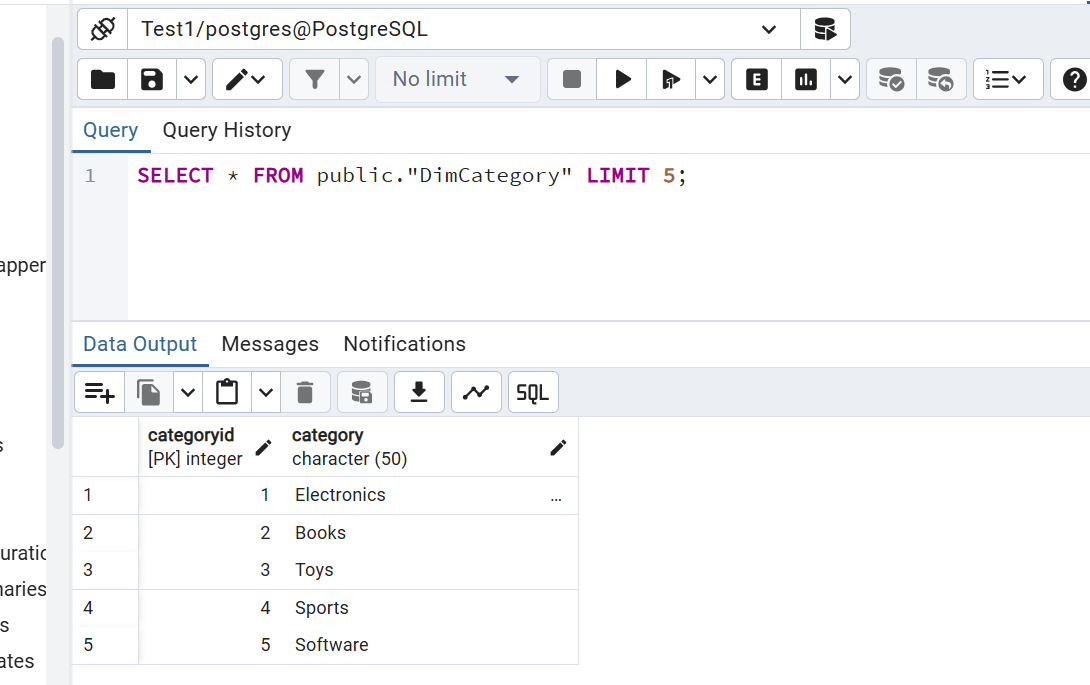 Test1/postgres@PostgreSQL
No limit
E
Query Query History
1 SELECT * FROM public."DimCategory" LIMIT 5;
apper
Data Output Messages Notifications
SQL
categoryid category
[PK] integer character (50)
s
1 1 Electronics ...
2 2 Books
uratic
3 3 Toys
naries
4 4 Sports
s
5 5 Software
ates